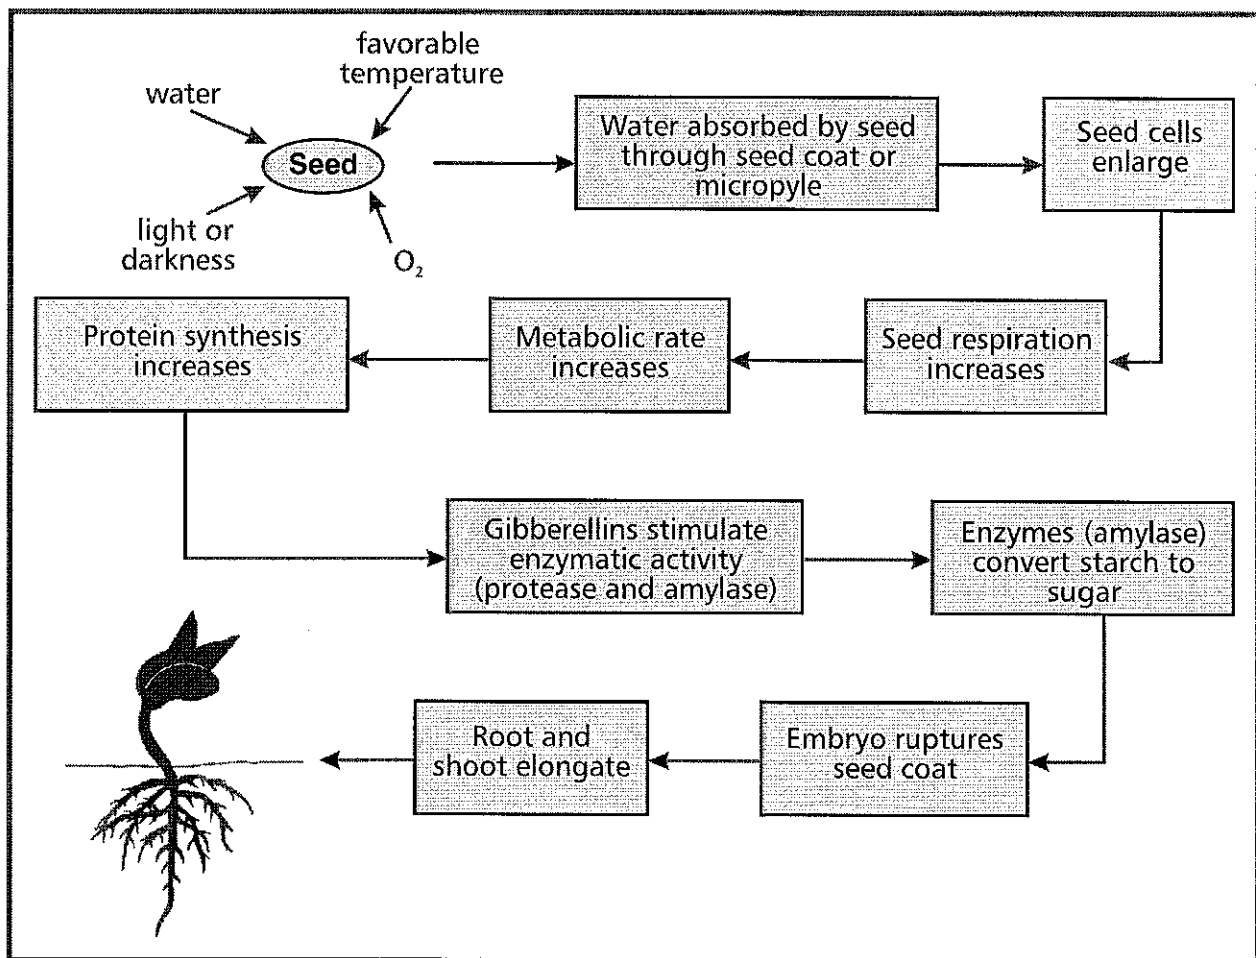 favorable
temperature
water
Seed
light or
darkness
O₂
Water absorbed by seed
through seed coat or
micropyle
Seed cells
enlarge
Seed respiration
increases
Metabolic rate
increases
Protein synthesis
increases
Gibberellins stimulate
enzymatic activity
(protease and amylase)
Enzymes (amylase)
convert starch to
sugar
Embryo ruptures
seed coat
Root and
shoot elongate